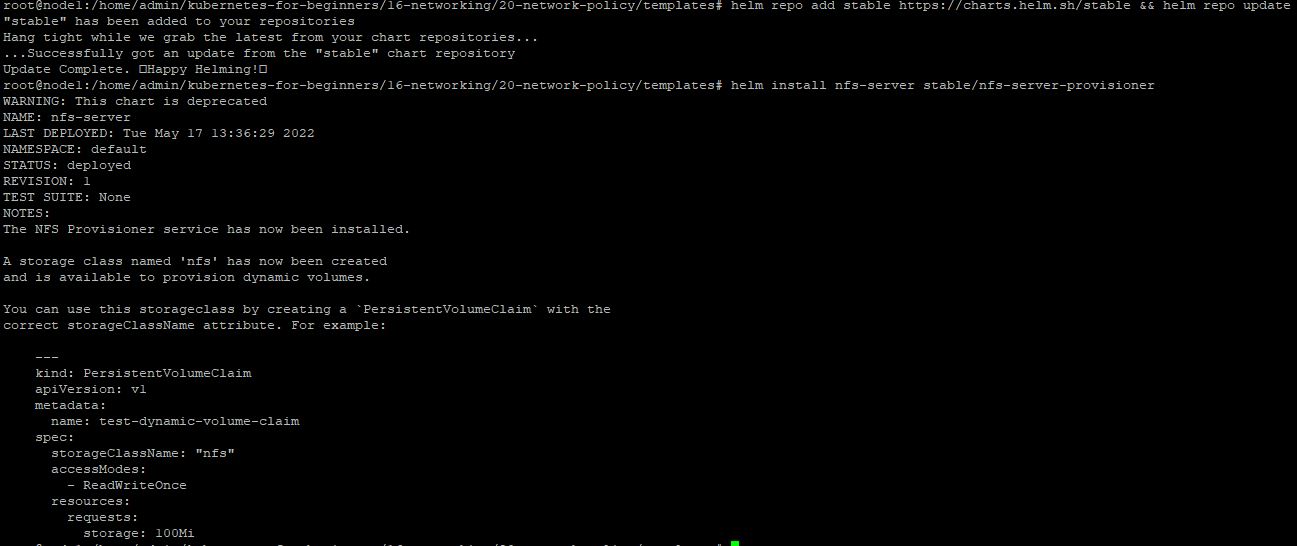 root@node1:/home/admin/kubernetes-for-beginners/16-networking/20-network-policy/templates# helm repo add stable https://charts.helm.sh/stable && helm repo update
"stable" has been added to your repositories
Hang tight while we grab the latest from your chart repositories...
...Successfully got an update from the "stable" chart repository
Update Complete. ⎕Happy Helming!⎕
root@node1:/home/admin/kubernetes-for-beginners/16-networking/20-network-policy/templates# helm install nfs-server stable/nfs-server-provisioner
WARNING: This chart is deprecated
NAME: nfs-server
LAST DEPLOYED: Tue May 17 13:36:29 2022
NAMESPACE: default
STATUS: deployed
REVISION: 1
TEST SUITE: None
NOTES:
The NFS Provisioner service has now been installed.

A storage class named 'nfs' has now been created
and is available to provision dynamic volumes.

You can use this storageclass by creating a `PersistentVolumeClaim` with the
correct storageClassName attribute. For example:

    ---
    kind: PersistentVolumeClaim
    apiVersion: v1
    metadata:
      name: test-dynamic-volume-claim
    spec:
      storageClassName: "nfs"
      accessModes:
        - ReadWriteOnce
      resources:
        requests:
          storage: 100Mi